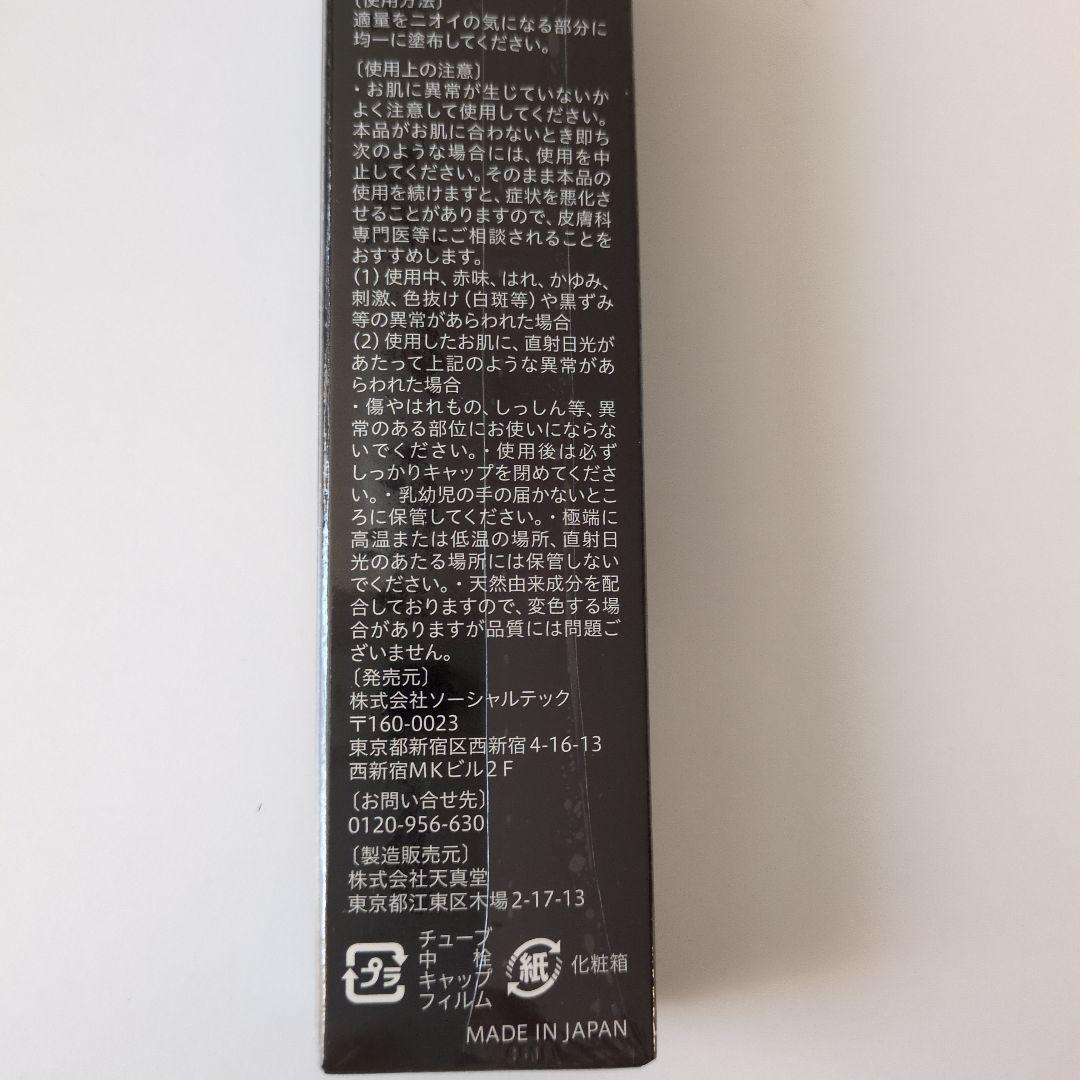 〔使用方法〕
適量をニオイの気になる部分に
均一に塗布してください。
〔使用上の注意〕
・お肌に異常が生じていないか
よく注意して使用してください。
本品がお肌に合わないとき即ち
次のような場合には、使用を中
止してください。そのまま本品の
使用を続けますと、症状を悪化さ
せることがありますので、皮膚科
専門医等にご相談されることを
おすすめします。
(1) 使用中、赤味、はれ、かゆみ、
刺激、色抜け（白斑等）や黒ずみ
等の異常があらわれた場合
(2) 使用したお肌に、直射日光が
あたって上記のような異常があ
らわれた場合
・傷やはれもの、しっしん等、異
常のある部位にお使いにならな
いでください。・使用後は必ず
しっかりキャップを閉めてくださ
い。・乳幼児の手の届かないとこ
ろに保管してください。・極端に
高温または低温の場所、直射日
光のあたる場所には保管しない
でください。・天然由来成分を配
合しておりますので、変色する場
合がありますが品質には問題ご
ざいません。
〔発売元〕
株式会社ソーシャルテック
〒160-0023
東京都新宿区西新宿4-16-13
西新宿MKビル2F
〔お問い合せ先〕
0120-956-630
〔製造販売元〕
株式会社天真堂
東京都江東区木場2-17-13
プラ
チューブ
中　栓
キャップ
フィルム
紙
化粧箱
MADE IN JAPAN